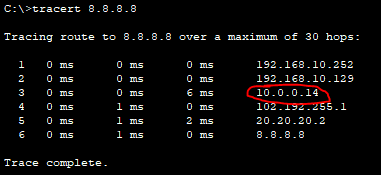 C:\>tracert 8.8.8.8
Tracing route to 8.8.8.8 over a maximum of 30 hops:
1 0 ms 0 ms 0 ms 192.168.10.252
2 0 ms 0 ms 0 ms 192.168.10.129
3 0 ms 0 ms 6 ms 10.0.0.14
4 0 ms 1 ms 0 ms 102.192.255.1
5 0 ms 1 ms 2 ms 20.20.20.2
6 0 ms 1 ms 0 ms 8.8.8.8
Trace complete.